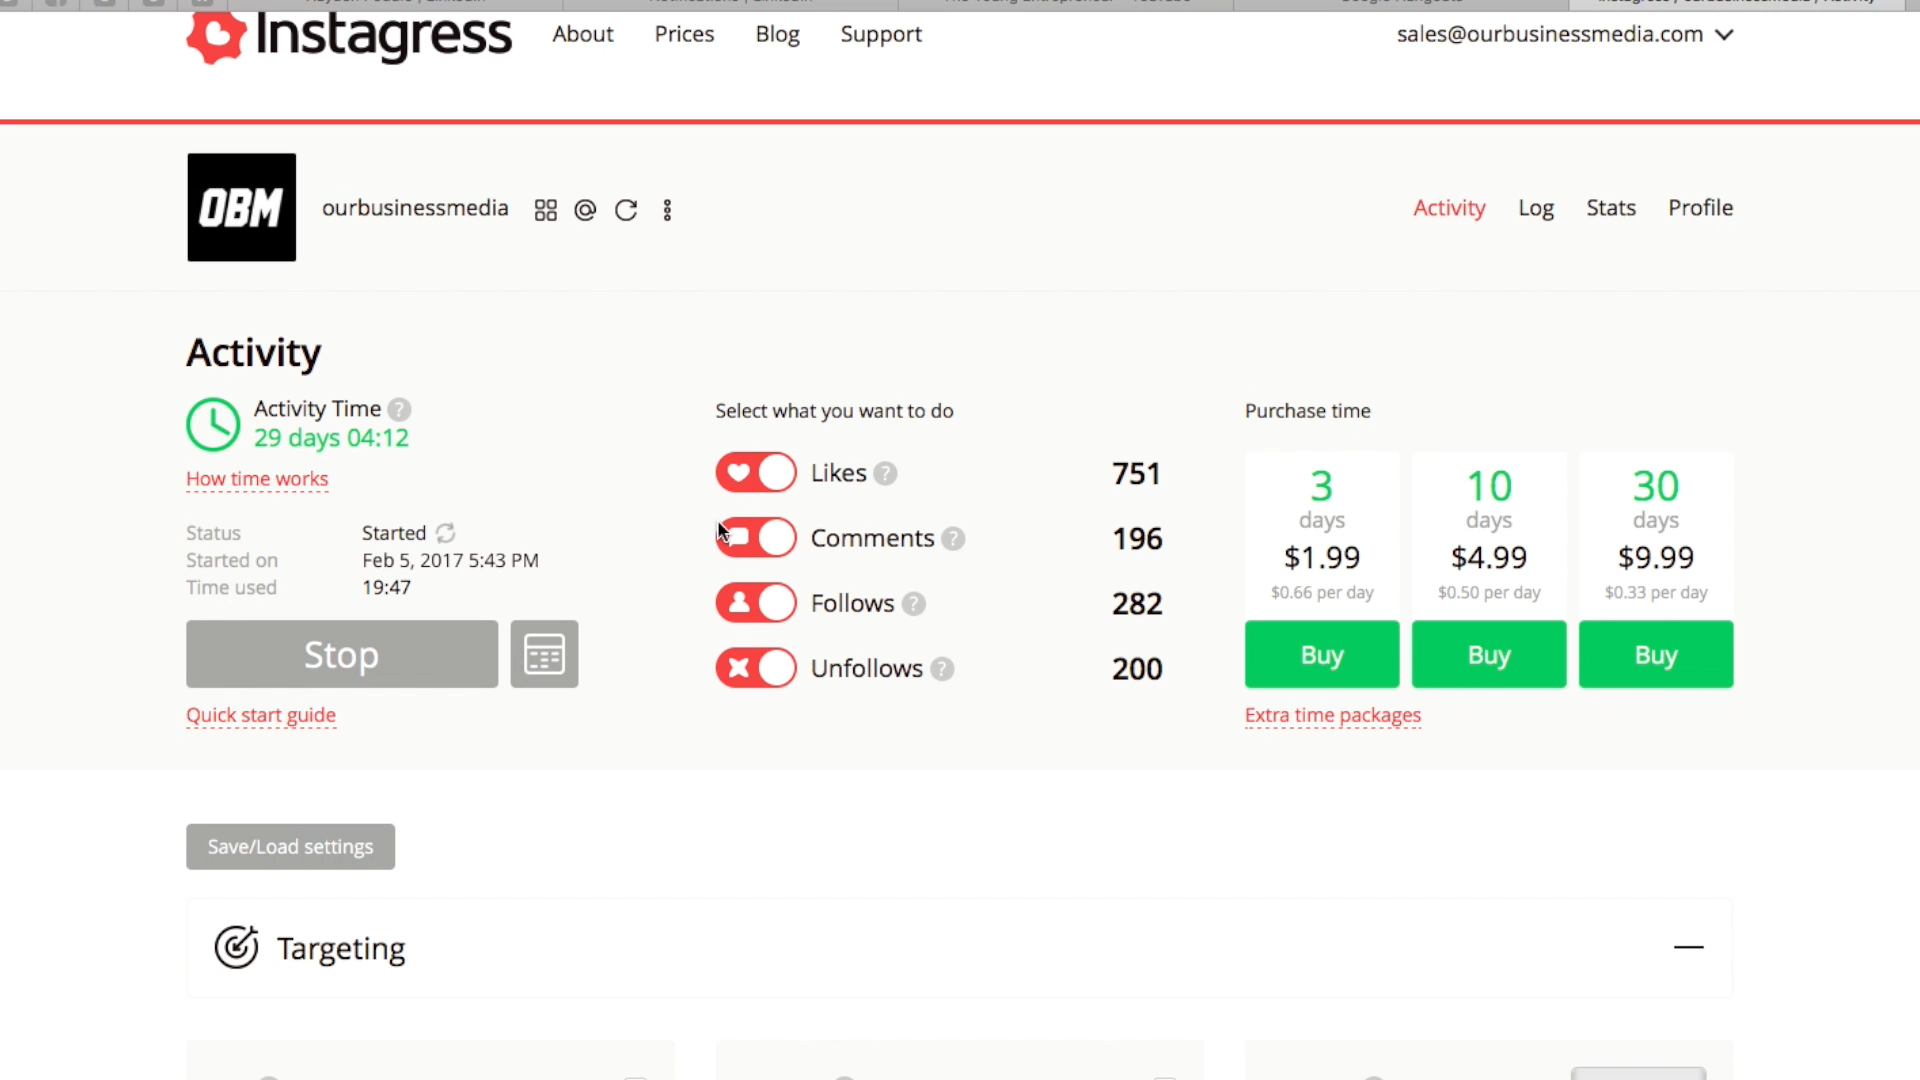 Instagress About Prices Blog Support sales@ourbusinessmedia.com
OBM ourbusinessmedia Activity Log Stats Profile
Activity
Activity Time ?
29 days 04:12
How time works
Status Started
Started on Feb 5, 2017 5:43 PM
Time used 19:47
Stop
Quick start guide
Select what you want to do
Likes ? 751
Comments ? 196
Follows ? 282
Unfollows ? 200
Purchase time
3 days $1.99 $0.66 per day Buy
10 days $4.99 $0.50 per day Buy
30 days $9.99 $0.33 per day Buy
Extra time packages
Save/Load settings
Targeting